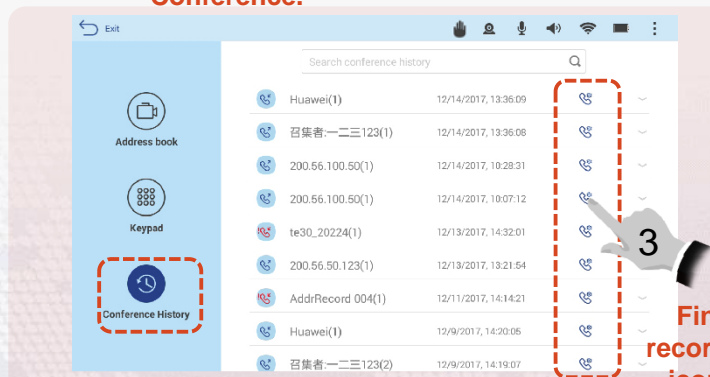 Conference.
Exit
Search conference history
Huawei(1) 12/14/2017, 13:36:09
召集者:一二三123(1) 12/14/2017, 13:36:08
200.56.100.50(1) 12/14/2017, 10:28:31
200.56.100.50(1) 12/14/2017, 10:07:12
te30_20224(1) 12/13/2017, 14:32:01
200.56.50.123(1) 12/13/2017, 13:21:54
AddrRecord 004(1) 12/11/2017, 14:14:21
Huawei(1) 12/9/2017, 14:20:05
召集者:一二三123(2) 12/9/2017, 14:19:07
Address book
Keypad
Conference History
3